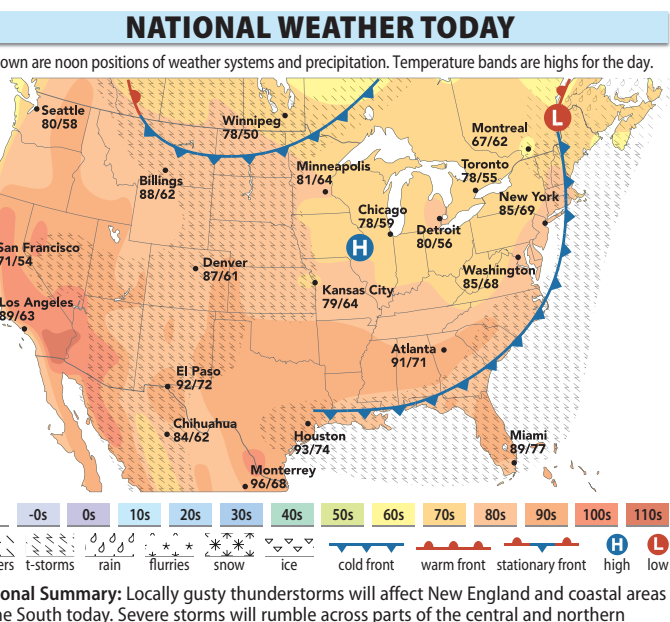 NATIONAL WEATHER TODAY
own are noon positions of weather systems and precipitation. Temperature bands are highs for the day.
Seattle
80/58
Winnipeg
78/50
L
Montreal
67/62
Minneapolis
81/64
Toronto
78/55
Billings
88/62
New York
85/69
Chicago
78/59
Detroit
80/56
San Francisco
71/54
H
Denver
87/61
Washington
85/68
Kansas City
79/64
Los Angeles
89/63
Atlanta
91/71
El Paso
92/72
Chihuahua
84/62
Houston
93/74
Miami
89/77
Monterrey
96/68
-0s 0s 10s 20s 30s 40s 50s 60s 70s 80s 90s 100s 110s
H L
ers t-storms rain flurries snow ice cold front warm front stationary front high low
onal Summary: Locally gusty thunderstorms will affect New England and coastal areas
he South today. Severe storms will rumble across parts of the central and northern